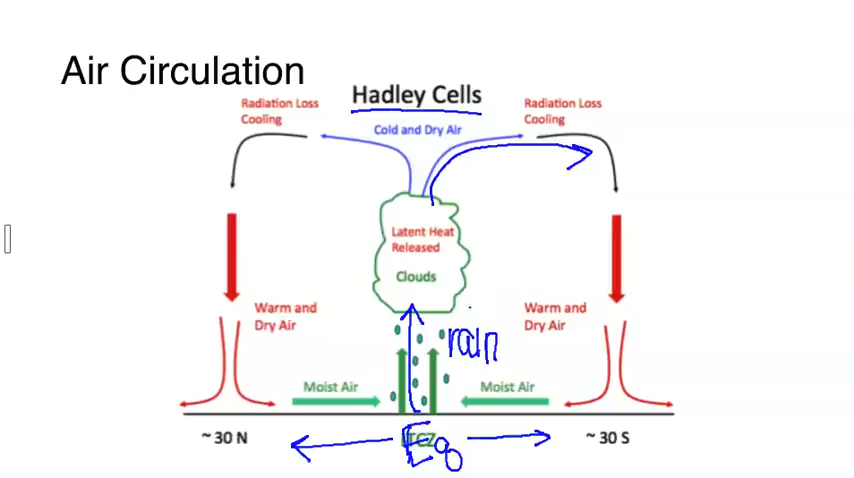 Air Circulation
Hadley Cells
Radiation Loss
Cooling
Cold and Dry Air
Radiation Loss
Cooling
Latent Heat
Released
Clouds
Warm and
Dry Air
rain
Warm and
Dry Air
Moist Air
Moist Air
~ 30 N
ITCZ
Eq
~ 30 S